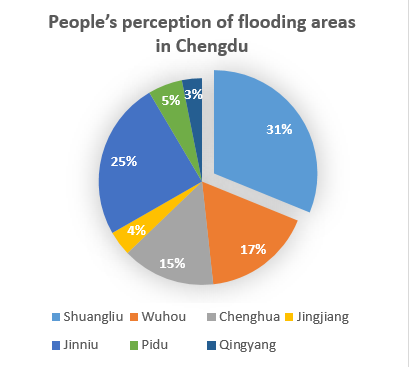 People's perception of flooding areas
in Chengdu
3%
5%
31%
25%
4%
17%
15%
Shuangliu Wuhou Chenghua Jingjiang
Jinniu Pidu Qingyang